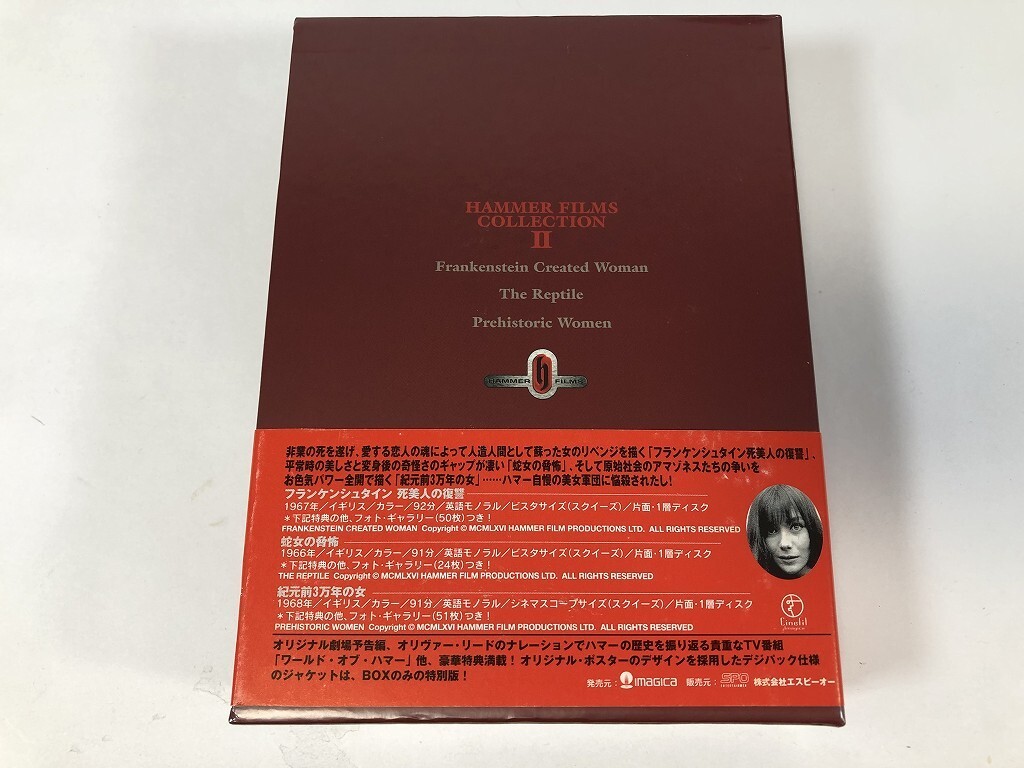 HAMMER FILMS
COLLECTION
II
Frankenstein Created Woman
The Reptile
Prehistoric Women
HAMMER h FILMS
非業の死を遂げ、愛する恋人の魂によって人造人間として蘇った女のリベンジを描く「フランケンシュタイン死美人の復讐」、
平常時の美しさと変身後の奇怪さのギャップが凄い「蛇女の脅怖」、そして原始社会のアマゾネスたちの争いを
お色気パワー全開で描く「紀元前3万年の女」……ハマー自慢の美女軍団に悩殺されたし!
フランケンシュタイン 死美人の復讐
1967年/イギリス/カラー/92分/英語モノラル/ビスタサイズ(スクイーズ)/片面・1層ディスク
＊下記特典の他、フォト・ギャラリー(50枚)つき!
FRANKENSTEIN CREATED WOMAN Copyright © MCMLXVI HAMMER FILM PRODUCTIONS LTD. ALL RIGHTS RESERVED
蛇女の脅怖
1966年/イギリス/カラー/91分/英語モノラル/ビスタサイズ(スクイーズ)/片面・1層ディスク
＊下記特典の他、フォト・ギャラリー(24枚)つき!
THE REPTILE Copyright © MCMLXVI HAMMER FILM PRODUCTIONS LTD. ALL RIGHTS RESERVED
紀元前3万年の女
1968年/イギリス/カラー/91分/英語モノラル/シネマスコープサイズ(スクイーズ)/片面・1層ディスク
＊下記特典の他、フォト・ギャラリー(51枚)つき!
PREHISTORIC WOMEN Copyright © MCMLXVI HAMMER FILM PRODUCTIONS LTD. ALL RIGHTS RESERVED
Cinefil
Imagica
オリジナル劇場予告編、オリヴァー・リードのナレーションでハマーの歴史を振り返る貴重なTV番組
「ワールド・オブ・ハマー」他、豪華特典満載! オリジナル・ポスターのデザインを採用したデジパック仕様
のジャケットは、BOXのみの特別版!
発売元: IMAGICA 販売元: SPO ENTERTAINMENT 株式会社エスピーオー